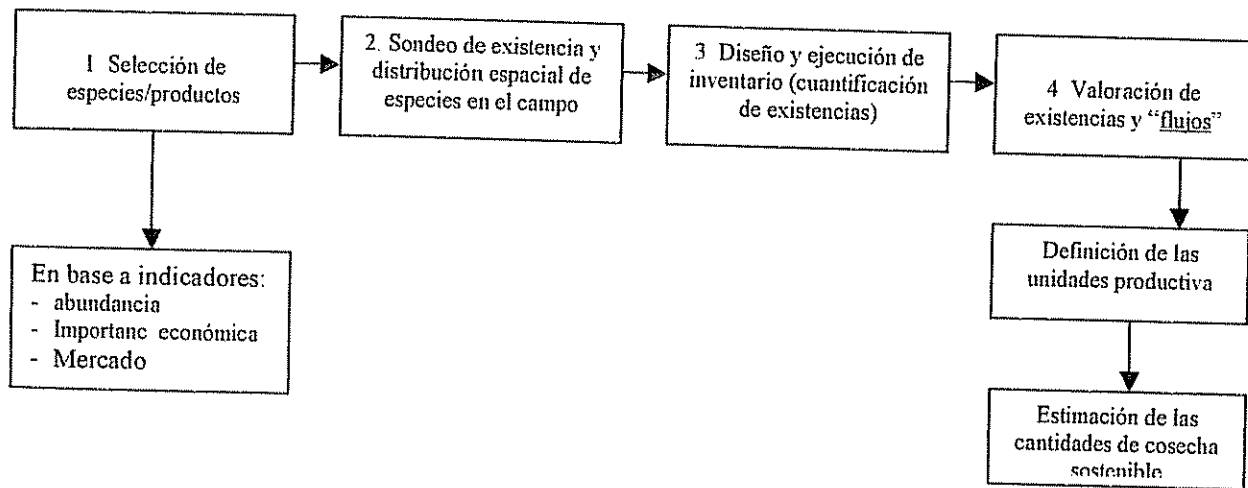 1 Selección de
especies/productos
2. Sondeo de existencia y
distribución espacial de
especies en el campo
3 Diseño y ejecución de
inventario (cuantificación
de existencias)
4 Valoración de
existencias y “flujos”
En base a indicadores:
- abundancia
- Importanc económica
- Mercado
Definición de las
unidades productiva
Estimación de las
cantidades de cosecha
sostenible